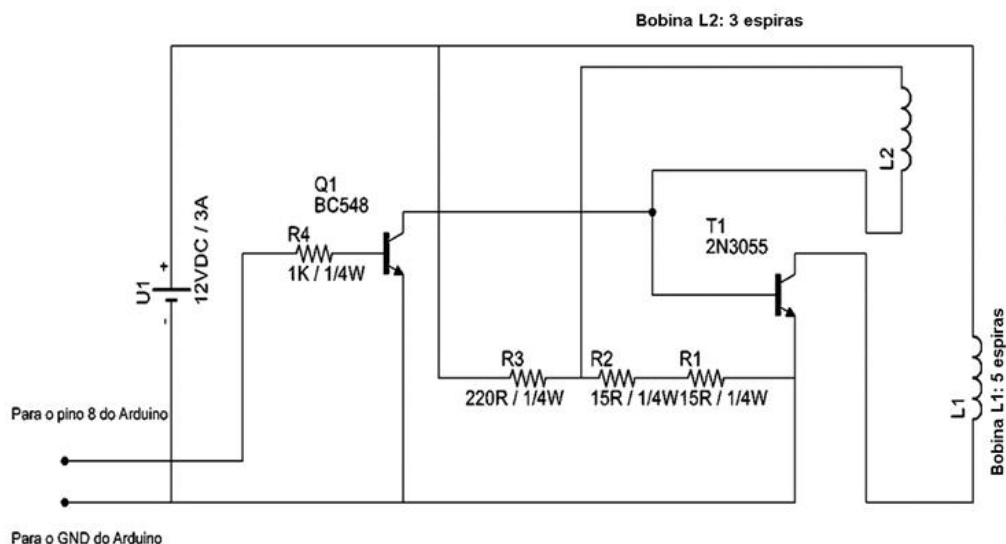 Bobina L2: 3 espiras
L2
Q1
BC548
T1
2N3055
R4
1K / 1/4W
+
U1
12VDC / 3A
-
R3
220R / 1/4W
R2
15R / 1/4W
R1
15R / 1/4W
L1
Bobina L1: 5 espiras
Para o pino 8 do Arduino
Para o GND do Arduino